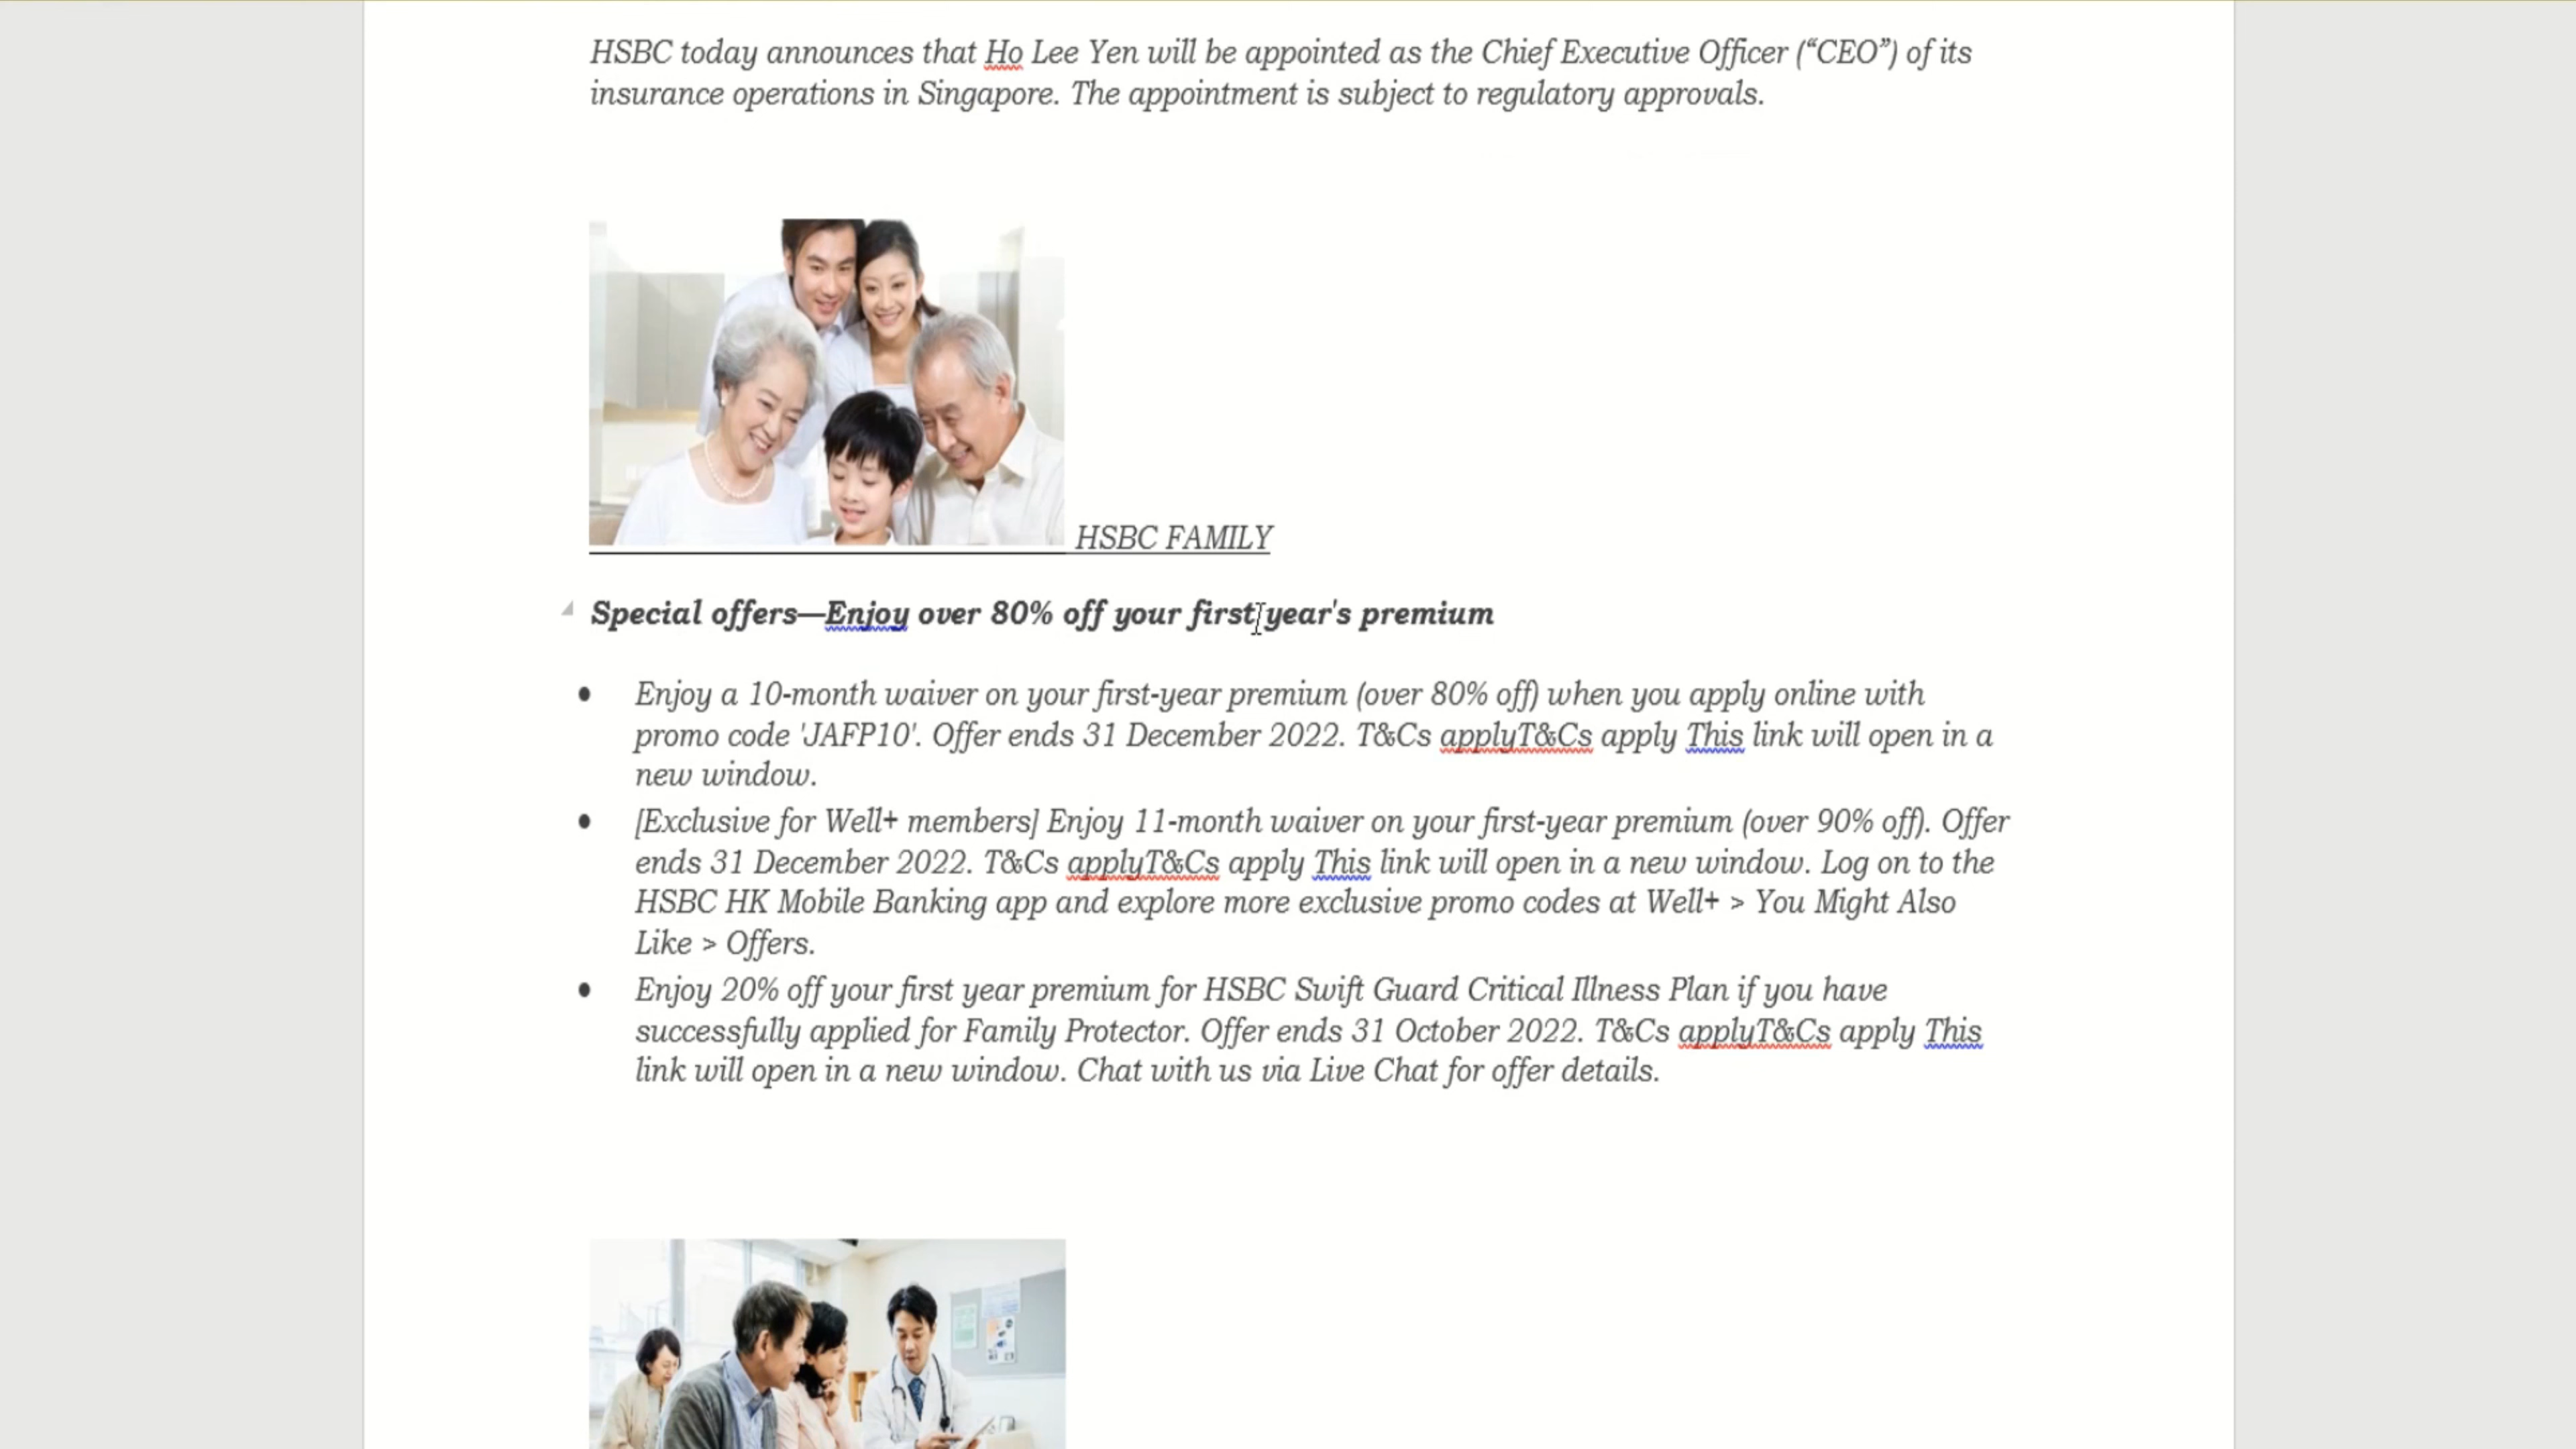 HSBC today announces that Ho Lee Yen will be appointed as the Chief Executive Officer (“CEO”) of its
insurance operations in Singapore. The appointment is subject to regulatory approvals.
HSBC FAMILY
Special offers—Enjoy over 80% off your first year's premium
● Enjoy a 10-month waiver on your first-year premium (over 80% off) when you apply online with
promo code 'JAFP10'. Offer ends 31 December 2022. T&Cs applyT&Cs apply This link will open in a
new window.
● [Exclusive for Well+ members] Enjoy 11-month waiver on your first-year premium (over 90% off). Offer
ends 31 December 2022. T&Cs applyT&Cs apply This link will open in a new window. Log on to the
HSBC HK Mobile Banking app and explore more exclusive promo codes at Well+ > You Might Also
Like > Offers.
● Enjoy 20% off your first year premium for HSBC Swift Guard Critical Illness Plan if you have
successfully applied for Family Protector. Offer ends 31 October 2022. T&Cs applyT&Cs apply This
link will open in a new window. Chat with us via Live Chat for offer details.